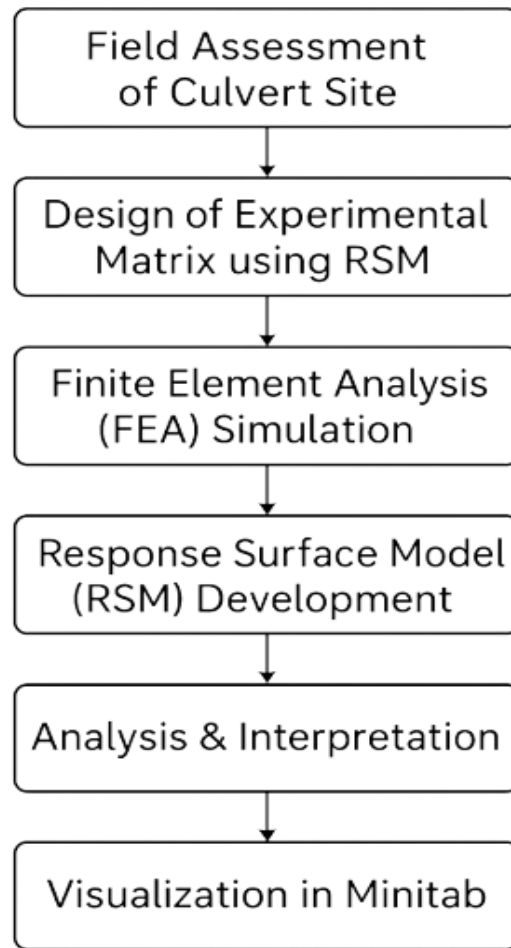 Field Assessment
of Culvert Site
Design of Experimental
Matrix using RSM
Finite Element Analysis
(FEA) Simulation
Response Surface Model
(RSM) Development
Analysis & Interpretation
Visualization in Minitab